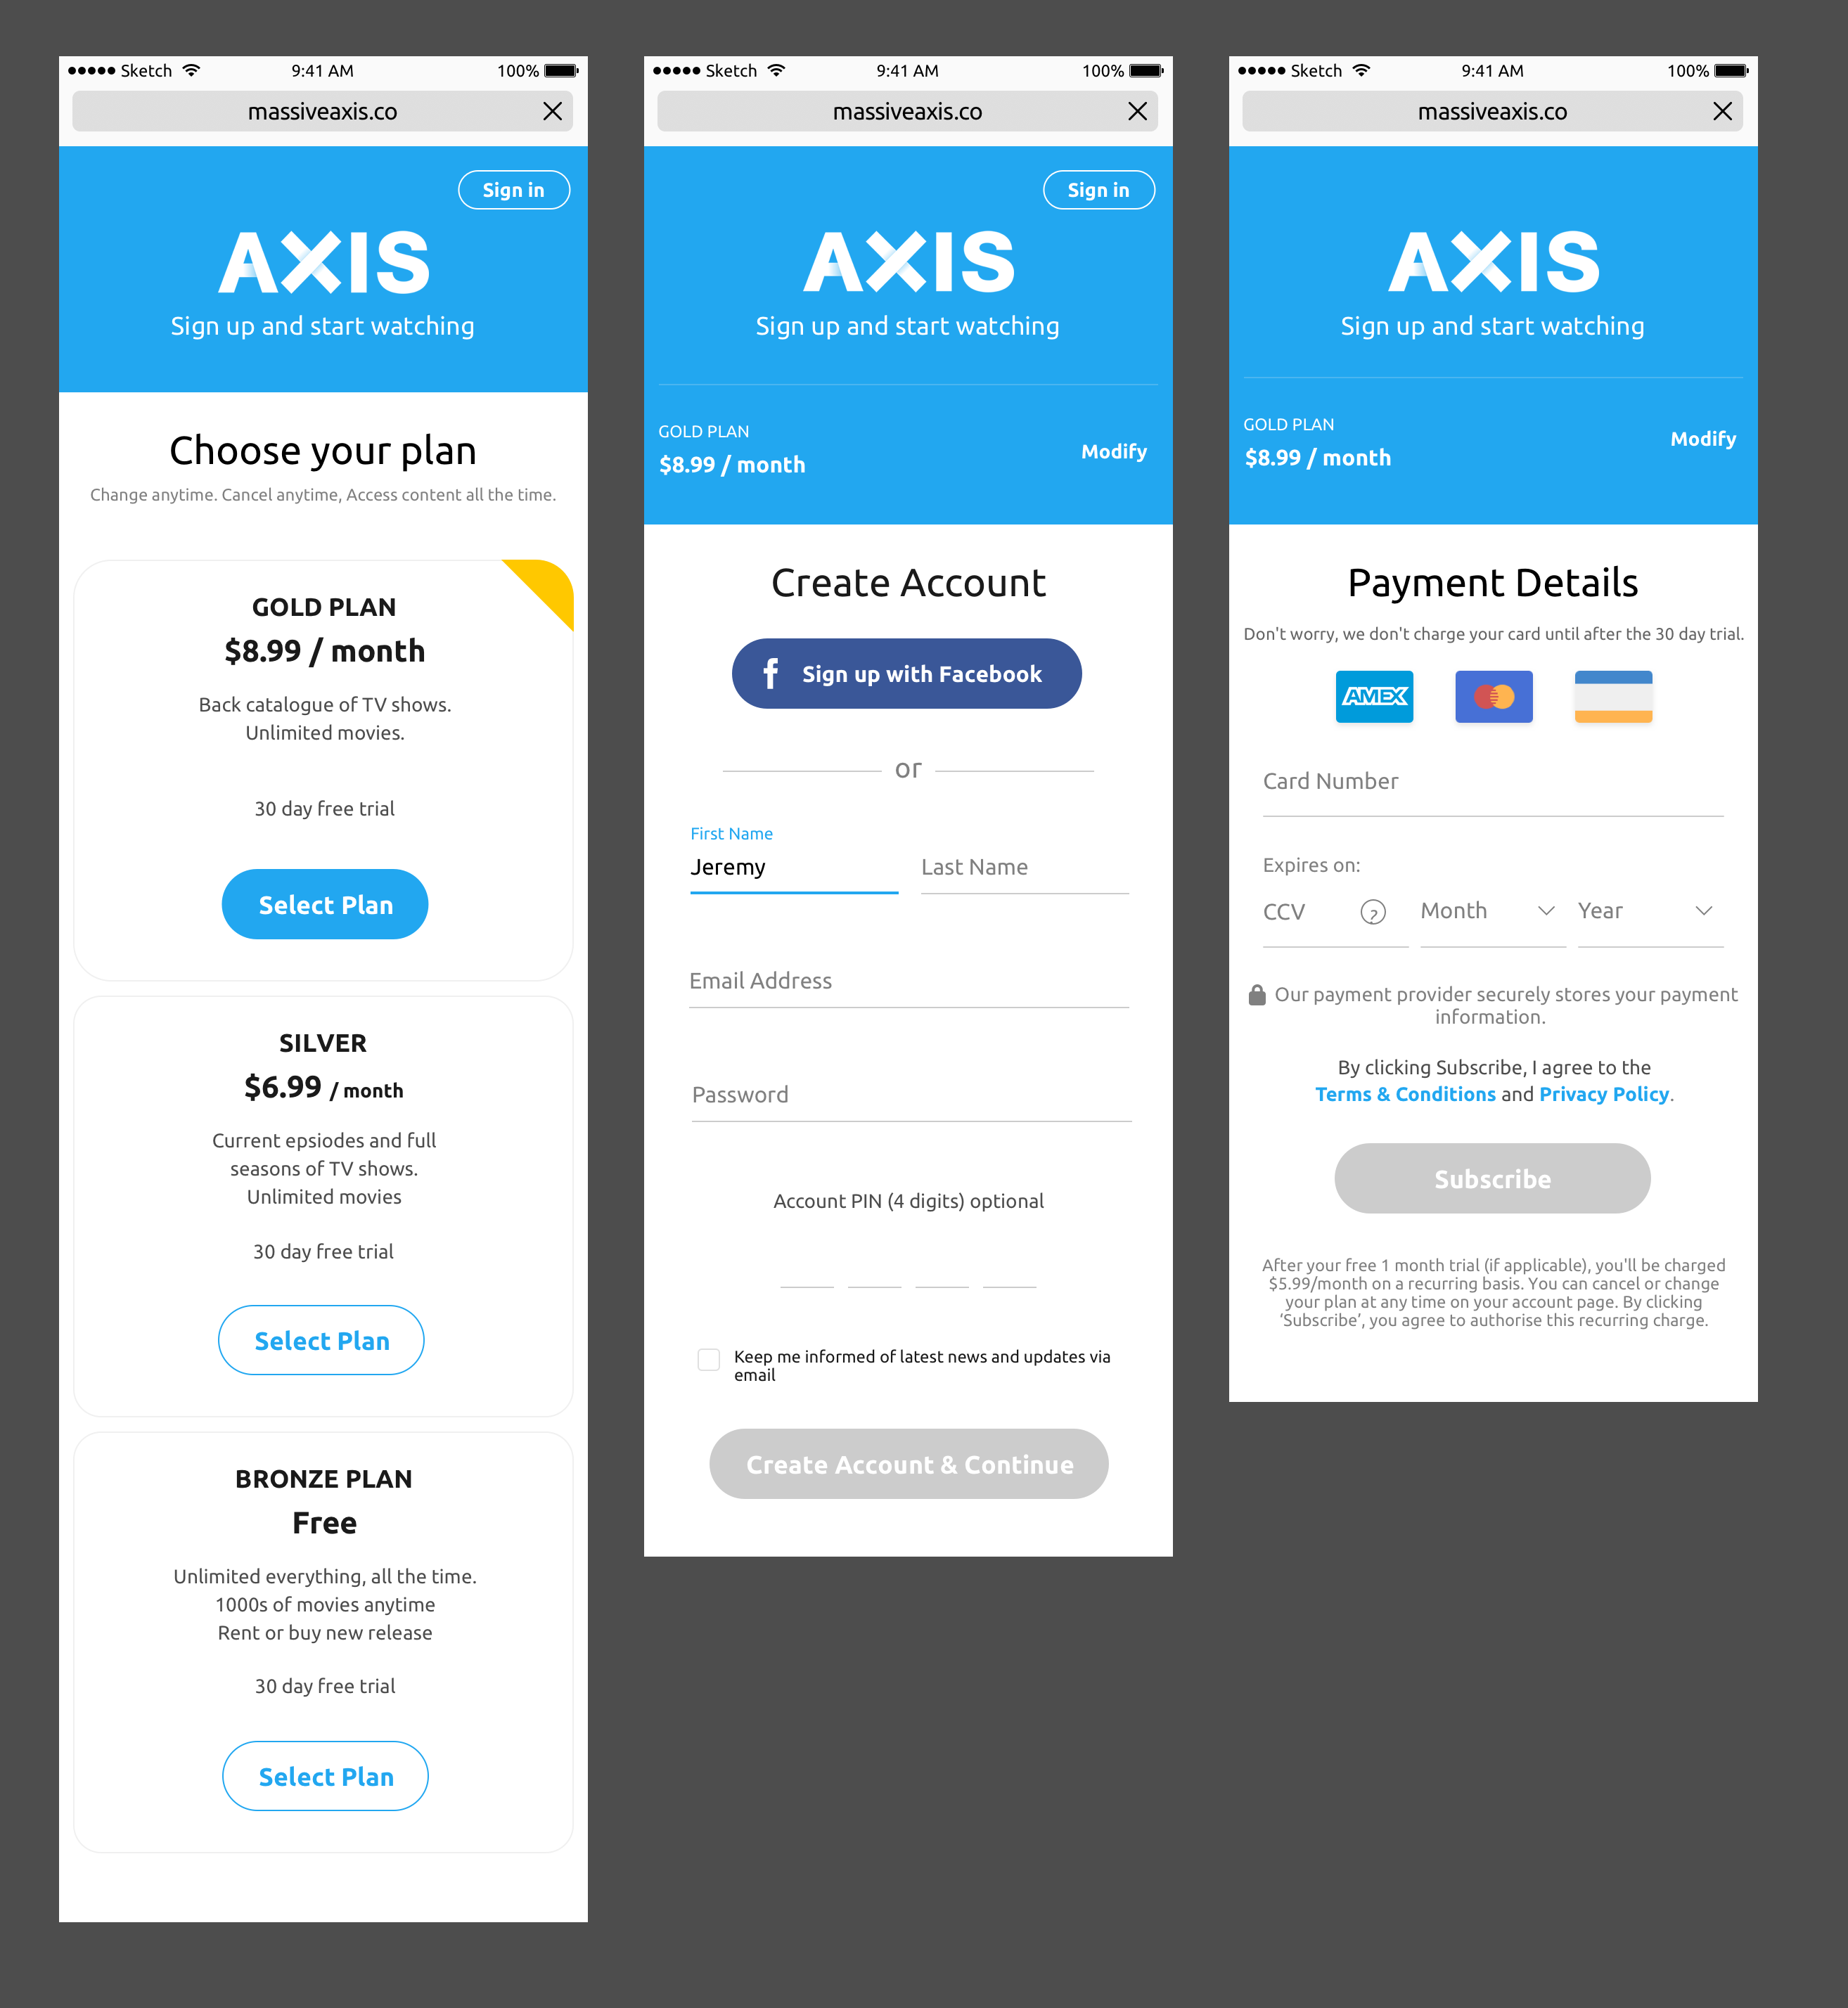 Sketch 9:41 AM 100%
massiveaxis.co
Sign in
AXIS
Sign up and start watching
Choose your plan
Change anytime. Cancel anytime, Access content all the time.
GOLD PLAN
$8.99 / month
Back catalogue of TV shows.
Unlimited movies.
30 day free trial
Select Plan
SILVER
$6.99 / month
Current epsiodes and full
seasons of TV shows.
Unlimited movies
30 day free trial
Select Plan
BRONZE PLAN
Free
Unlimited everything, all the time.
1000s of movies anytime
Rent or buy new release
30 day free trial
Select Plan
Sketch 9:41 AM 100%
massiveaxis.co
Sign in
AXIS
Sign up and start watching
GOLD PLAN
$8.99 / month
Modify
Create Account
f Sign up with Facebook
or
First Name
Jeremy Last Name
Email Address
Password
Account PIN (4 digits) optional
Keep me informed of latest news and updates via
email
Create Account & Continue
Sketch 9:41 AM 100%
massiveaxis.co
AXIS
Sign up and start watching
GOLD PLAN
$8.99 / month
Modify
Payment Details
Don't worry, we don't charge your card until after the 30 day trial.
AMEX
Card Number
Expires on:
CCV ? Month Year
Our payment provider securely stores your payment
information.
By clicking Subscribe, I agree to the
Terms & Conditions and Privacy Policy.
Subscribe
After your free 1 month trial (if applicable), you'll be charged
$5.99/month on a recurring basis. You can cancel or change
your plan at any time on your account page. By clicking
‘Subscribe’, you agree to authorise this recurring charge.